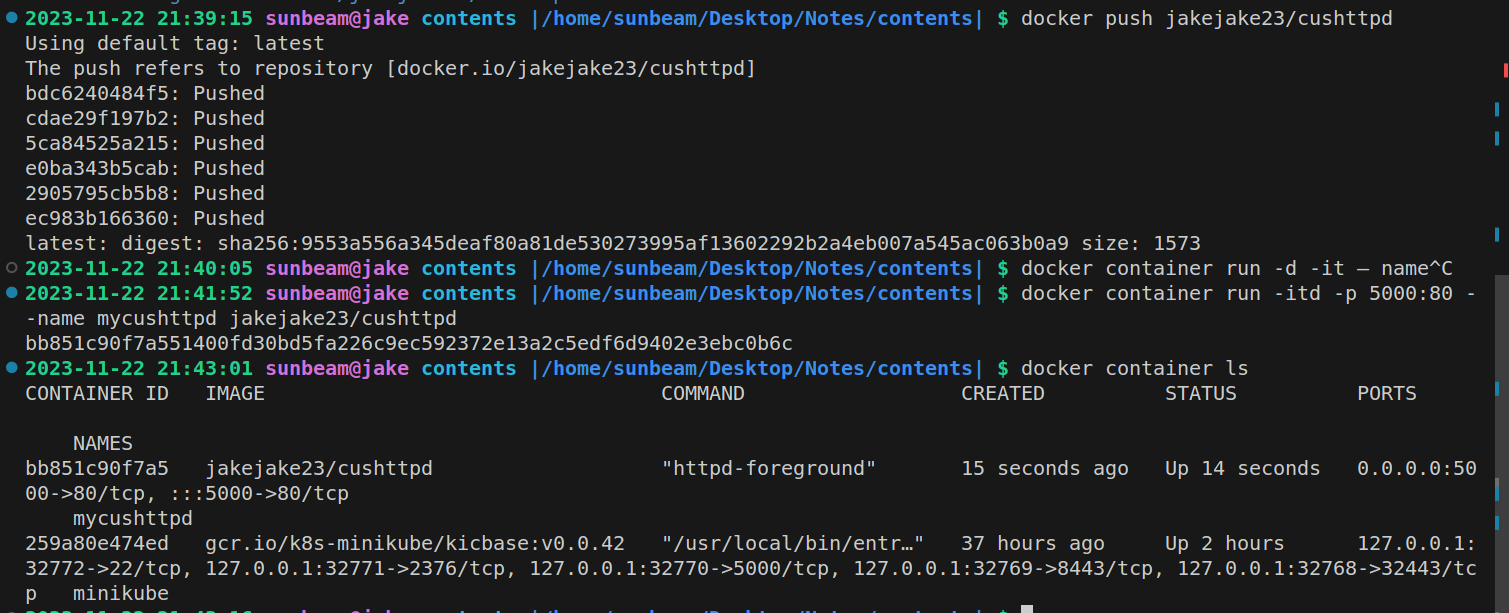 2023-11-22 21:39:15 sunbeam@jake contents |/home/sunbeam/Desktop/Notes/contents| $ docker push jakejake23/cushttpd
Using default tag: latest
The push refers to repository [docker.io/jakejake23/cushttpd]
bdc6240484f5: Pushed
cdae29f197b2: Pushed
5ca84525a215: Pushed
e0ba343b5cab: Pushed
2905795cb5b8: Pushed
ec983b166360: Pushed
latest: digest: sha256:9553a556a345deaf80a81de530273995af13602292b2a4eb007a545ac063b0a9 size: 1573
2023-11-22 21:40:05 sunbeam@jake contents |/home/sunbeam/Desktop/Notes/contents| $ docker container run -d -it – name^C
2023-11-22 21:41:52 sunbeam@jake contents |/home/sunbeam/Desktop/Notes/contents| $ docker container run -itd -p 5000:80 -
-name mycushttpd jakejake23/cushttpd
bb851c90f7a551400fd30bd5fa226c9ec592372e13a2c5edf6d9402e3ebc0b6c
2023-11-22 21:43:01 sunbeam@jake contents |/home/sunbeam/Desktop/Notes/contents| $ docker container ls
CONTAINER ID   IMAGE                                 COMMAND                  CREATED          STATUS          PORTS
NAMES
bb851c90f7a5   jakejake23/cushttpd                   "httpd-foreground"       15 seconds ago   Up 14 seconds   0.0.0.0:50
00->80/tcp, :::5000->80/tcp
mycushttpd
259a80e474ed   gcr.io/k8s-minikube/kicbase:v0.0.42   "/usr/local/bin/entr…"   37 hours ago     Up 2 hours      127.0.0.1:
32772->22/tcp, 127.0.0.1:32771->2376/tcp, 127.0.0.1:32770->5000/tcp, 127.0.0.1:32769->8443/tcp, 127.0.0.1:32768->32443/tc
p   minikube